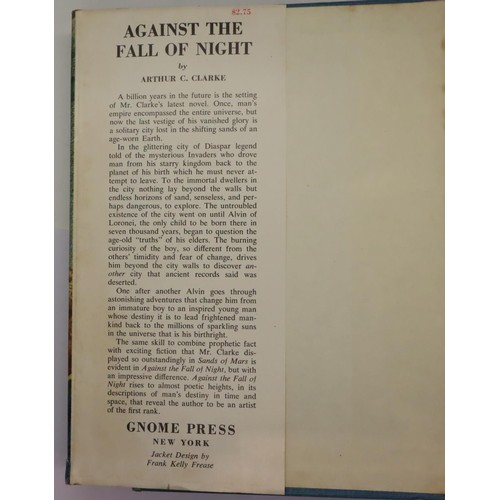 $2.75
AGAINST THE
FALL OF NIGHT
by
ARTHUR C. CLARKE
A billion years in the future is the setting
of Mr. Clarke's latest novel. Once, man's
empire encompassed the entire universe, but
now the last vestige of his vanished glory is
a solitary city lost in the shifting sands of an
age-worn Earth.
In the glittering city of Diaspar legend
told of the mysterious Invaders who drove
man from his starry kingdom back to the
planet of his birth which he must never at-
tempt to leave. To the immortal dwellers in
the city nothing lay beyond the walls but
endless horizons of sand, senseless, and per-
haps dangerous, to explore. The untroubled
existence of the city went on until Alvin of
Loronei, the only child to be born there in
seven thousand years, began to question the
age-old "truths" of his elders. The burning
curiosity of the boy, so different from the
others' timidity and fear of change, drives
him beyond the city walls to discover an-
other city that ancient records said was
deserted.
One after another Alvin goes through
astonishing adventures that change him from
an immature boy to an inspired young man
whose destiny it is to lead frightened man-
kind back to the millions of sparkling suns
in the universe that is his birthright.
The same skill to combine prophetic fact
with exciting fiction that Mr. Clarke dis-
played so outstandingly in Sands of Mars is
evident in Against the Fall of Night, but with
an impressive difference. Against the Fall of
Night rises to almost poetic heights, in its
descriptions of man's destiny in time and
space, that reveal the author to be an artist
of the first rank.
GNOME PRESS
NEW YORK
Jacket Design by
Frank Kelly Frease